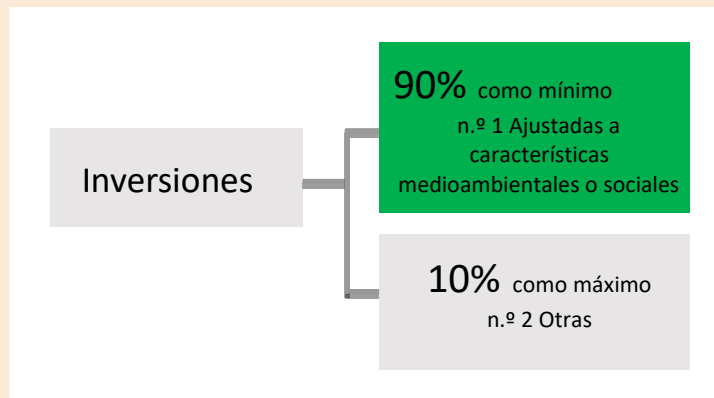 Inversiones
90% como mínimo
n.º 1 Ajustadas a
características
medioambientales o sociales
10% como máximo
n.º 2 Otras